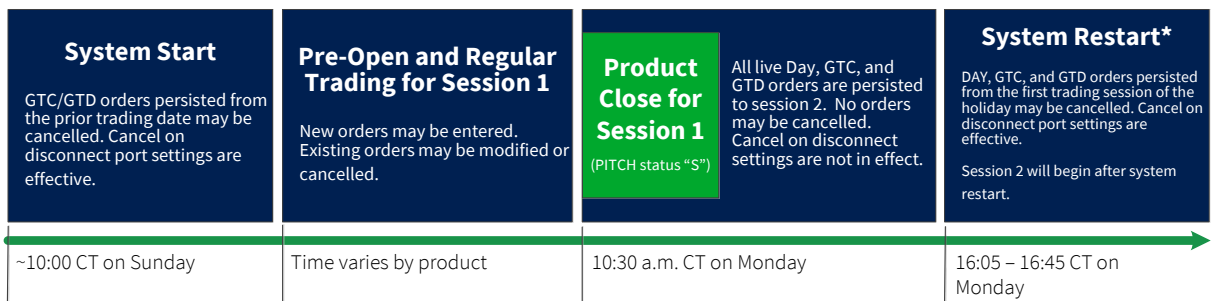 System Start
GTC/GTD orders persisted from
the prior trading date may be
cancelled. Cancel on
disconnect port settings are
effective.
Pre-Open and Regular
Trading for Session 1
New orders may be entered.
Existing orders may be modified or
cancelled.
Product
Close for
Session 1
(PITCH status “S”)
All live Day, GTC, and
GTD orders are persisted
to session 2.  No orders
may be cancelled.
Cancel on disconnect
settings are not in effect.
System Restart*
DAY, GTC, and GTD orders persisted
from the first trading session of the
holiday may be cancelled. Cancel on
disconnect port settings are
effective.
Session 2 will begin after system
restart.
~10:00 CT on Sunday
Time varies by product
10:30 a.m. CT on Monday
16:05 – 16:45 CT on
Monday